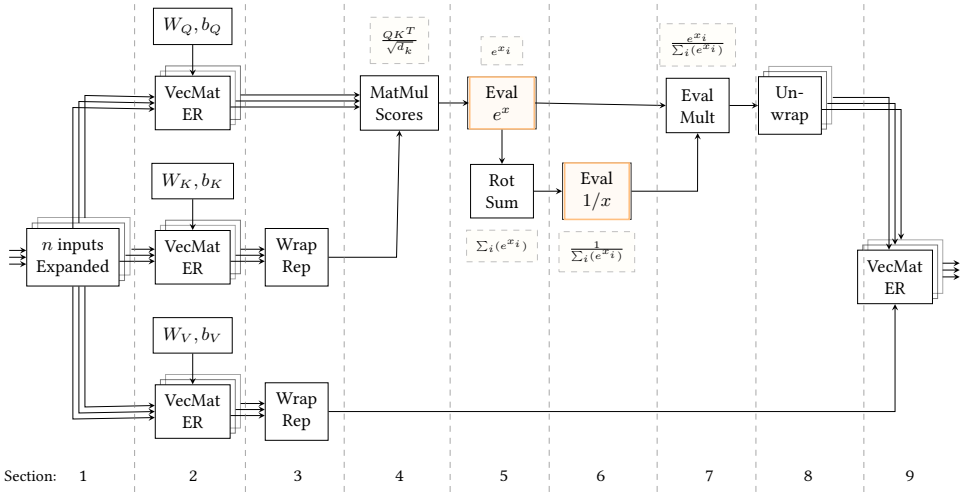 W_Q, b_Q
QK^T
√d_k
e^{x_i}
e^{x_i}
∑_i(e^{x_i})
VecMat
ER
MatMul
Scores
Eval
e^x
Eval
Mult
Un-
wrap
W_K, b_K
Rot
Sum
Eval
1/x
n inputs
Expanded
VecMat
ER
Wrap
Rep
∑_i(e^{x_i})
1
∑_i(e^{x_i})
VecMat
ER
W_V, b_V
VecMat
ER
Wrap
Rep
Section: 1 2 3 4 5 6 7 8 9